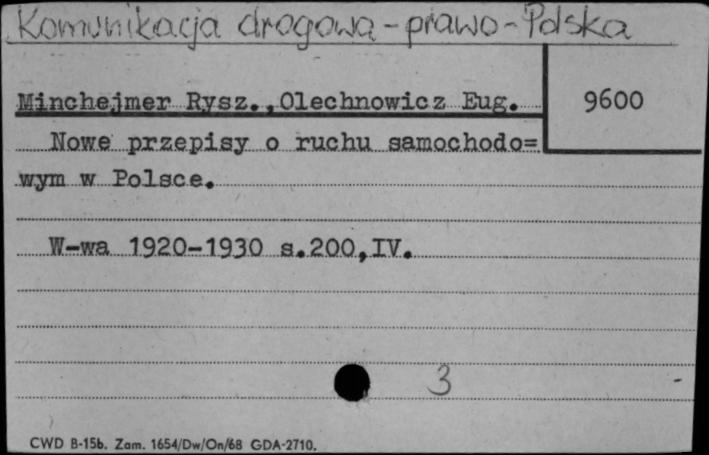 Komunikacja drogowa - prawo - Polska
Minchejmer Rysz., Olechnowicz Eug.
9600
Nowe przepisy o ruchu samochodo=
wym w Polsce.
W-wa 1920-1930 s.200,IV.
3
CWD B-15b. Zam. 1654/Dw/On/68 GDA-2710.